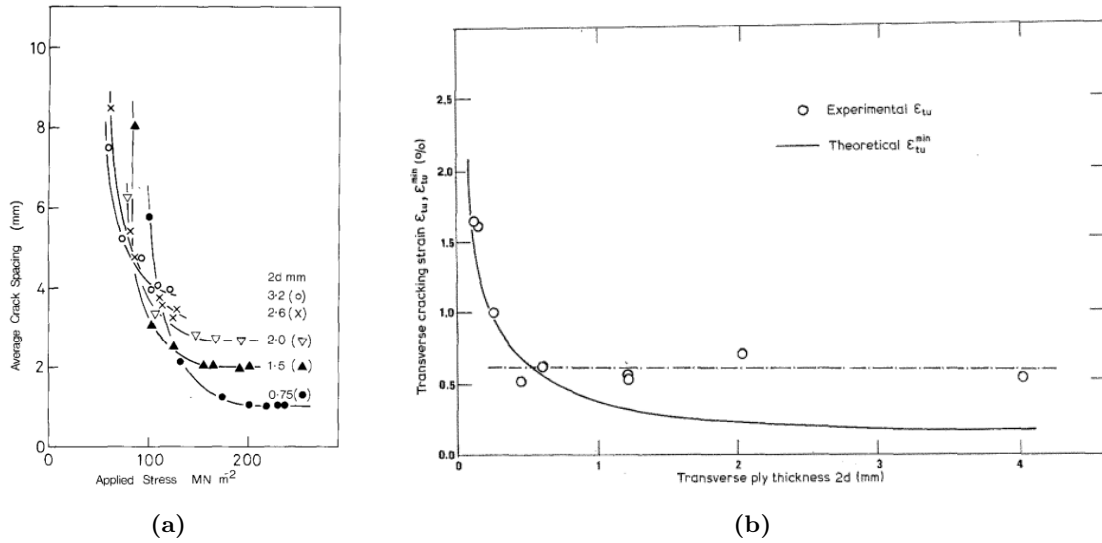 10
8
6
4
2
0
Average Crack Spacing (mm)
2d mm
3·2 (o)
2·6 (x)
2·0 (▽)
1·5 (▲)
0·75 (●)
0
100
200
Applied Stress MN m⁻²
(a)
2.5
2.0
1.5
1.0
0.5
0.0
Transverse cracking strain ε_tu, ε_tu^min (%)
Experimental ε_tu
Theoretical ε_tu^min
0
1
2
3
4
Transverse ply thickness 2d (mm)
(b)